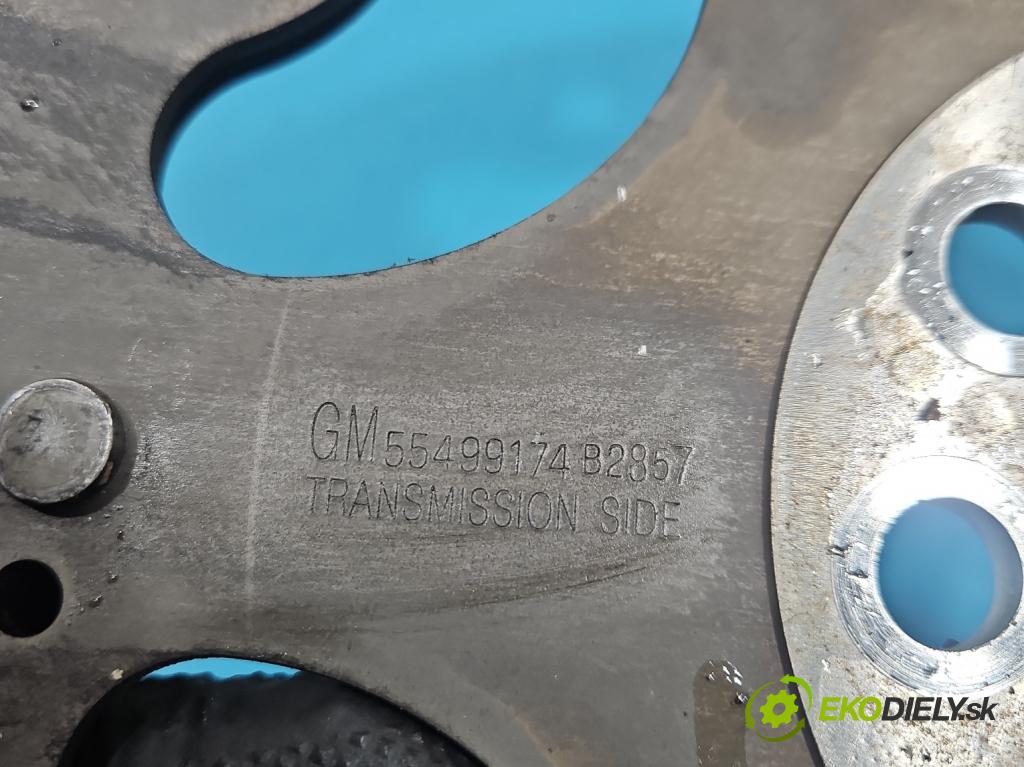 GM 55499174 B2857
TRANSMISSION SIDE
EKODIELY.sk